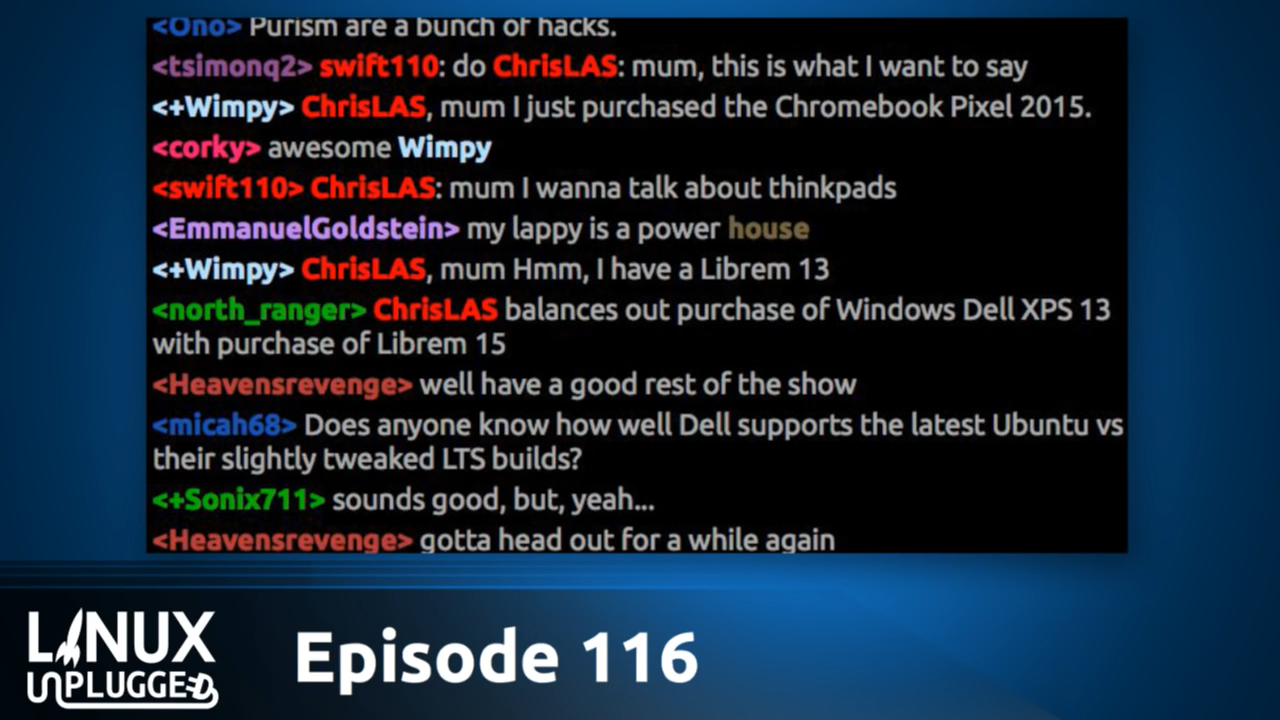 <Ono> Purism are a bunch of hacks.
<tsimonq2> swift110: do ChrisLAS: mum, this is what I want to say
<+Wimpy> ChrisLAS, mum I just purchased the Chromebook Pixel 2015.
<corky> awesome Wimpy
<swift110> ChrisLAS: mum I wanna talk about thinkpads
<EmmanuelGoldstein> my lappy is a power house
<+Wimpy> ChrisLAS, mum Hmm, I have a Librem 13
<north_ranger> ChrisLAS balances out purchase of Windows Dell XPS 13
with purchase of Librem 15
<Heavensrevenge> well have a good rest of the show
<micah68> Does anyone know how well Dell supports the latest Ubuntu vs
their slightly tweaked LTS builds?
<+Sonix711> sounds good, but, yeah...
<Heavensrevenge> gotta head out for a while again
LINUX
UNPLUGGED
Episode 116